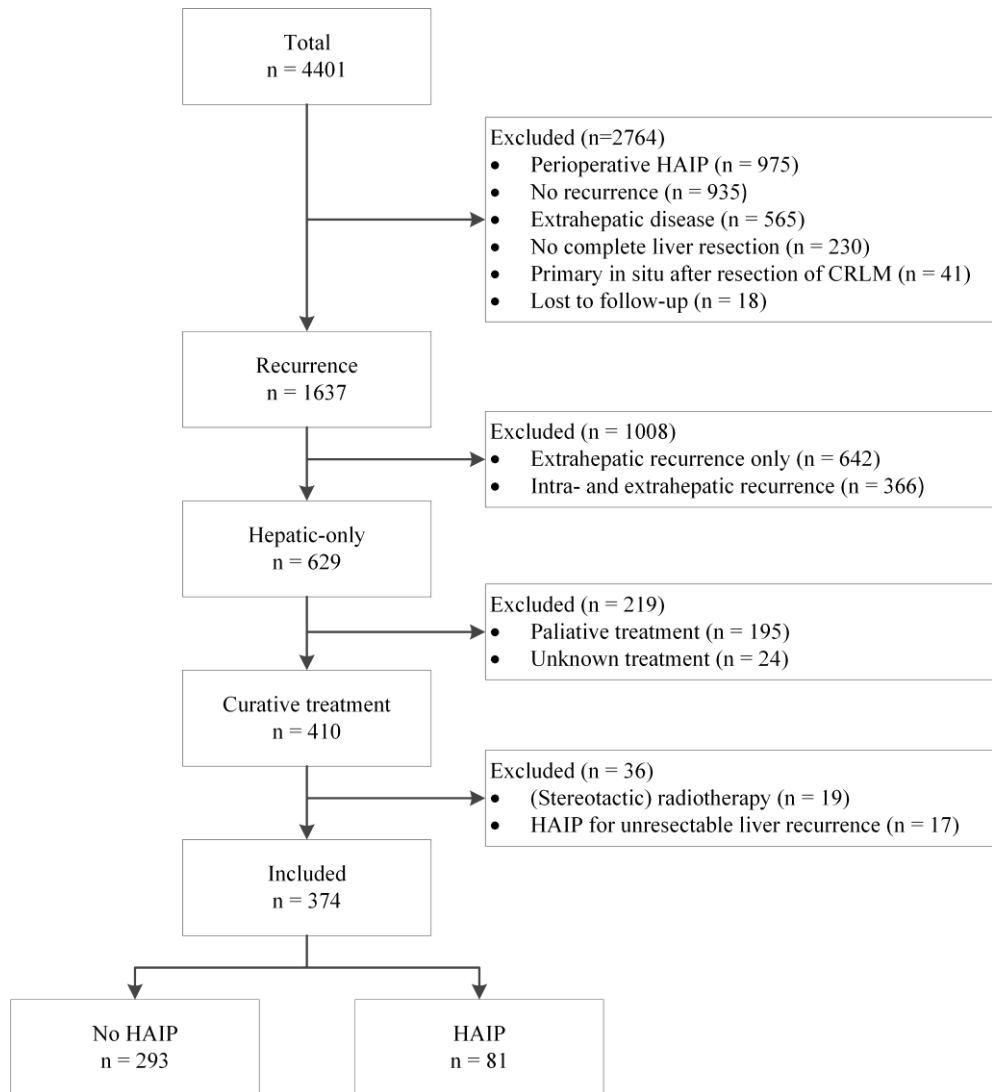 Total
n = 4401
Excluded (n=2764)
• Perioperative HAIP (n = 975)
• No recurrence (n = 935)
• Extrahepatic disease (n = 565)
• No complete liver resection (n = 230)
• Primary in situ after resection of CRLM (n = 41)
• Lost to follow-up (n = 18)
Recurrence
n = 1637
Excluded (n = 1008)
• Extrahepatic recurrence only (n = 642)
• Intra- and extrahepatic recurrence (n = 366)
Hepatic-only
n = 629
Excluded (n = 219)
• Paliative treatment (n = 195)
• Unknown treatment (n = 24)
Curative treatment
n = 410
Excluded (n = 36)
• (Stereotactic) radiotherapy (n = 19)
• HAIP for unresectable liver recurrence (n = 17)
Included
n = 374
No HAIP
n = 293
HAIP
n = 81